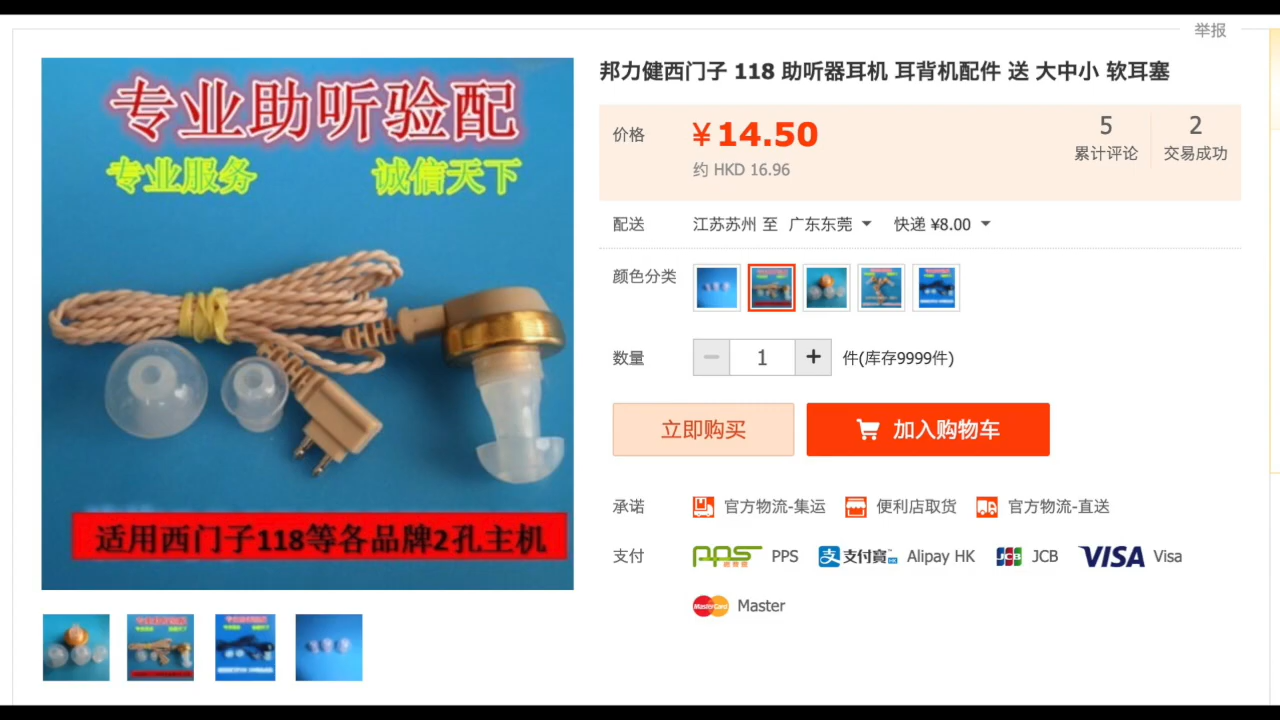 举报
专业助听验配
专业服务 诚信天下
适用西门子118等各品牌2孔主机
邦力健西门子 118 助听器耳机 耳背机配件 送 大中小 软耳塞
价格 ￥14.50
约 HKD 16.96
5 累计评论
2 交易成功
配送 江苏苏州 至 广东东莞 快递 ¥8.00
颜色分类
数量 1 + 件(库存9999件)
立即购买 加入购物车
承诺 官方物流-集运 便利店取货 官方物流-直送
支付 PPS PPS 支付宝 Alipay HK JCB JCB VISA Visa
MasterCard Master